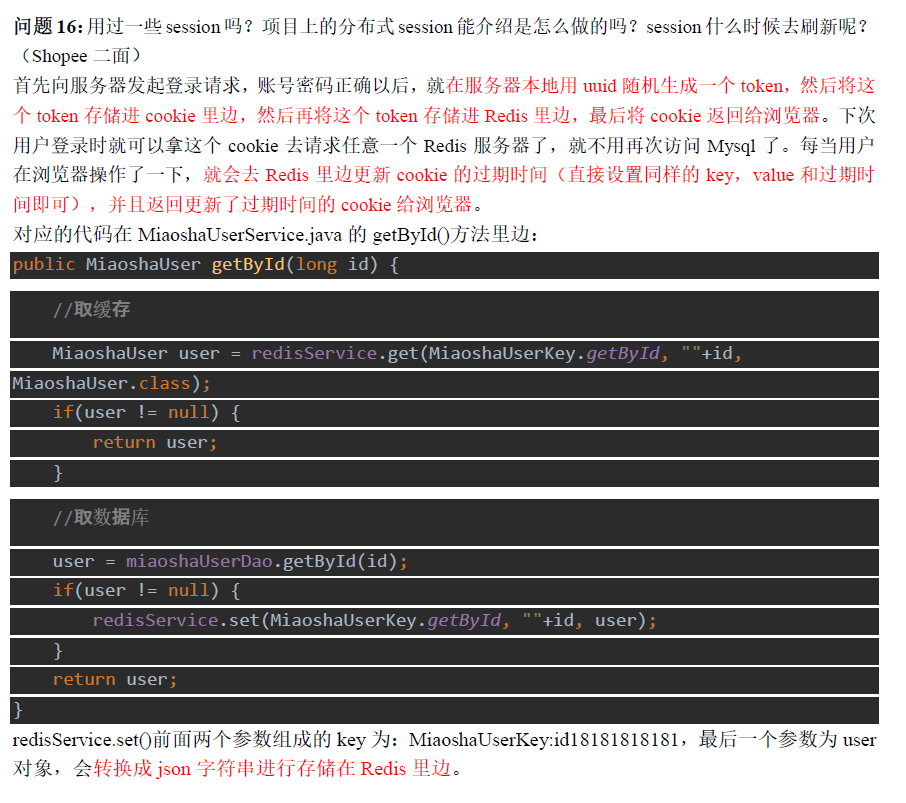 问题 16: 用过一些 session 吗？项目上的分布式 session 能介绍是怎么做的吗？session 什么时候去刷新呢？
（Shopee 二面）
首先向服务器发起登录请求，账号密码正确以后，就在服务器本地用 uuid 随机生成一个 token，然后将这
个 token 存储进 cookie 里边，然后再将这个 token 存储进 Redis 里边，最后将 cookie 返回给浏览器。下次
用户登录时就可以拿这个 cookie 去请求任意一个 Redis 服务器了，就不用再次访问 Mysql 了。每当用户
在浏览器操作了一下，就会去 Redis 里边更新 cookie 的过期时间（直接设置同样的 key，value 和过期时
间即可），并且返回更新了过期时间的 cookie 给浏览器。
对应的代码在 MiaoshaUserService.java 的 getById()方法里边：
public MiaoshaUser getById(long id) {
//取缓存
MiaoshaUser user = redisService.get(MiaoshaUserKey.getById, ""+id,
MiaoshaUser.class);
if(user != null) {
return user;
}
//取数据库
user = miaoshaUserDao.getById(id);
if(user != null) {
redisService.set(MiaoshaUserKey.getById, ""+id, user);
}
return user;
}
redisService.set()前面两个参数组成的 key 为：MiaoshaUserKey:id18181818181，最后一个参数为 user
对象，会转换成 json 字符串进行存储在 Redis 里边。